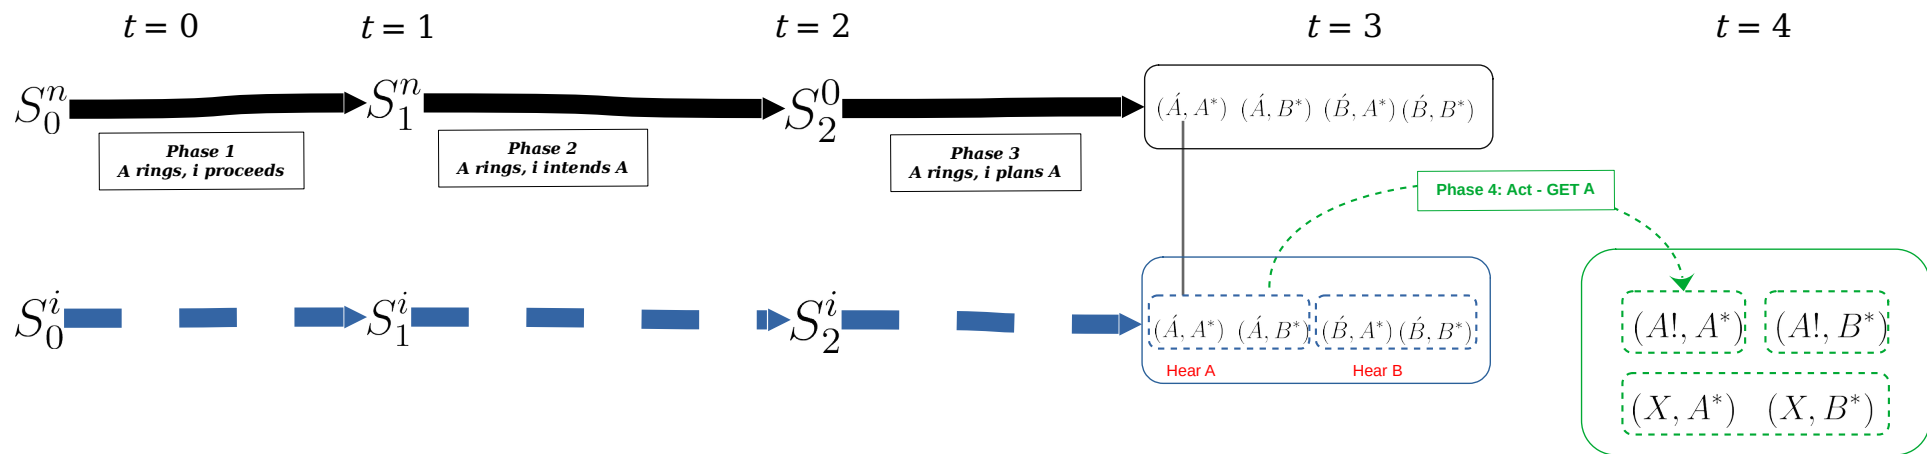 t = 0 t = 1 t = 2 t = 3 t = 4
S_0^n S_1^n S_2^0 (Á, A*) (Á, B*) (B́, A*) (B́, B*)
Phase 1
A rings, i proceeds
Phase 2
A rings, i intends A
Phase 3
A rings, i plans A
Phase 4: Act - GET A
S_0^i S_1^i S_2^i (Á, A*) (Á, B*) (B́, A*) (B́, B*)
Hear A Hear B
(A!, A*) (A!, B*)
(X, A*) (X, B*)